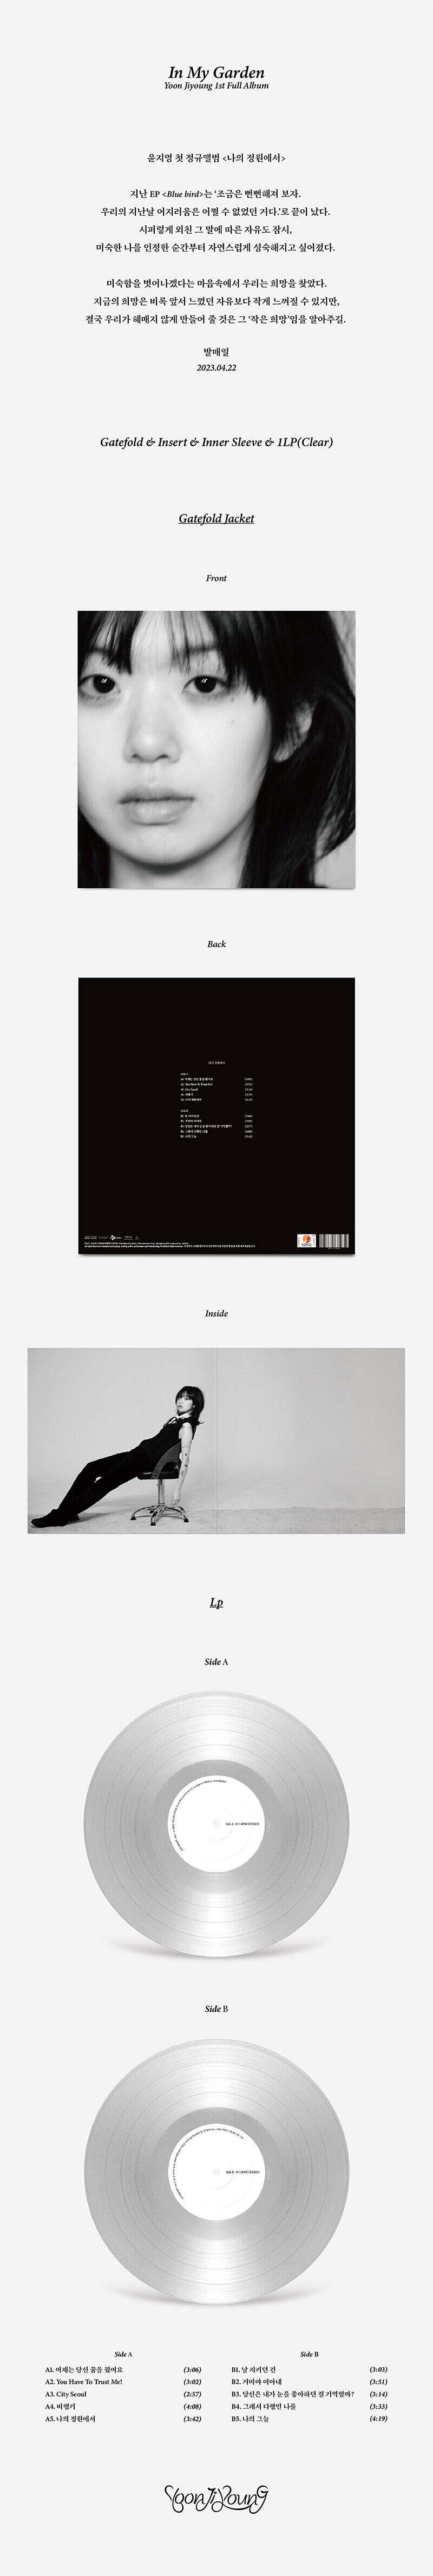 In My Garden
Yoon Jiyoung 1st Full Album
윤지영 첫 정규앨범 <나의 정원에서>
지난 EP <Blue bird>는 ‘조금은 뻔뻔해져 보자.
우리의 지난날 어지러움은 어쩔 수 없었던 거다.’로 끝이 났다.
시퍼렇게 외친 그 말에 따른 자유도 잠시,
미숙한 나를 인정한 순간부터 자연스럽게 성숙해지고 싶어졌다.
미숙함을 벗어나겠다는 마음속에서 우리는 희망을 찾았다.
지금의 희망은 비록 앞서 느꼈던 자유보다 작게 느껴질 수 있지만,
결국 우리가 헤매지 않게 만들어 줄 것은 그 ‘작은 희망’임을 알아주길.
발매일
2023.04.22
Gatefold & Insert & Inner Sleeve & 1LP(Clear)
Gatefold Jacket
Front
Back
Inside
Lp
Side A
Side B
Side A
A1. 어제는 당신 꿈을 꿨어요 (3:06)
A2. You Have To Trust Me! (3:02)
A3. City Seoul (2:57)
A4. 비행기 (4:08)
A5. 나의 정원에서 (3:42)
Side B
B1. 날 지키던 건 (3:03)
B2. 거미야 미아내 (3:51)
B3. 당신은 내가 눈을 좋아하던 걸 기억할까? (3:14)
B4. 그래서 다행인 나를 (3:33)
B5. 나의 그늘 (4:19)
YoonJiYoung